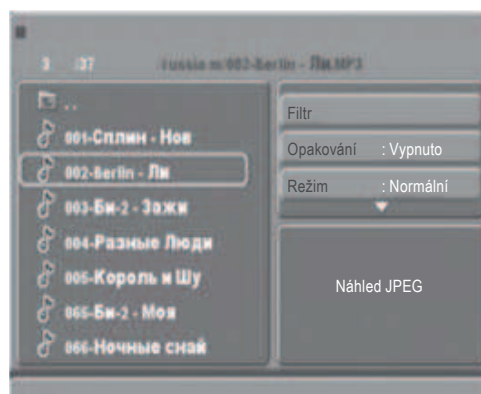 3 /37 russia m/002-Berlin - Ли.MP3
..
001-Сплин - Нов
002-Berlin - Ли
003-Би-2 - Зажи
004-Разные Люди
005-Король и Шу
065-Би-2 - Моя
066-Ночные снай
Filtr
Opakování : Vypnuto
Režim : Normální
Náhled JPEG